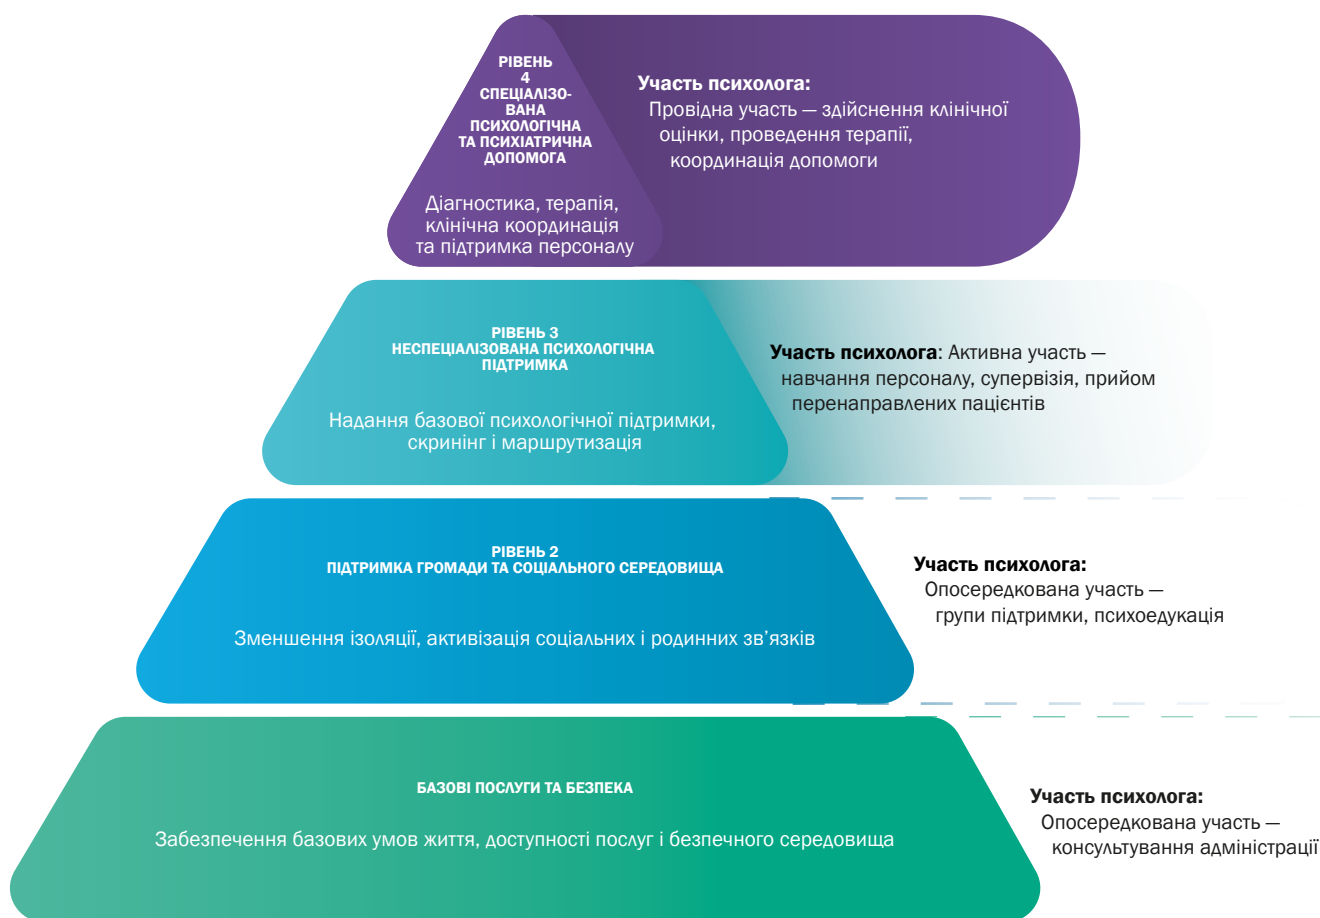 РІВЕНЬ
4
СПЕЦІАЛІЗО-
ВАНА
ПСИХОЛОГІЧНА
ТА ПСИХІАТРИЧНА
ДОПОМОГА
Діагностика, терапія,
клінічна координація
та підтримка персоналу
Участь психолога:
Провідна участь — здійснення клінічної
оцінки, проведення терапії,
координація допомоги
РІВЕНЬ 3
НЕСПЕЦІАЛІЗОВАНА ПСИХОЛОГІЧНА
ПІДТРИМКА
Надання базової психологічної підтримки,
скринінг і маршрутизація
Участь психолога: Активна участь —
навчання персоналу, супервізія, прийом
перенаправлених пацієнтів
РІВЕНЬ 2
ПІДТРИМКА ГРОМАДИ ТА СОЦІАЛЬНОГО СЕРЕДОВИЩА
Зменшення ізоляції, активізація соціальних і родинних зв’язків
Участь психолога:
Опосередкована участь —
групи підтримки, психоедукація
БАЗОВІ ПОСЛУГИ ТА БЕЗПЕКА
Забезпечення базових умов життя, доступності послуг і безпечного середовища
Участь психолога:
Опосередкована участь —
консультування адміністрації